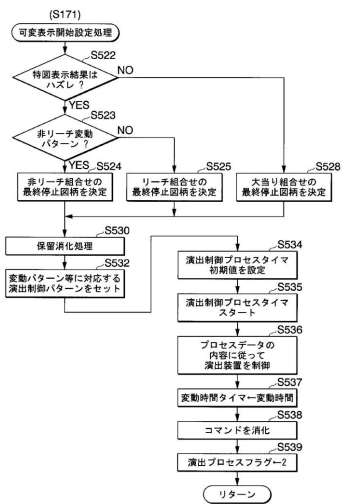 (S171)
可変表示開始設定処理
S522
特図表示結果は
ハズレ ?
NO
YES
S523
非リーチ変動
パターン ?
NO
YES
S524
非リーチ組合せの
最終停止図柄を決定
S525
リーチ組合せの
最終停止図柄を決定
S528
大当り組合せの
最終停止図柄を決定
S530
保留消化処理
S532
変動パターン等に対応する
演出制御パターンをセット
S534
演出制御プロセスタイマ
初期値を設定
S535
演出制御プロセスタイマ
スタート
S536
プロセスデータの
内容に従って
演出装置を制御
S537
変動時間タイマ←変動時間
S538
コマンドを消化
S539
演出プロセスフラグ←2
リターン